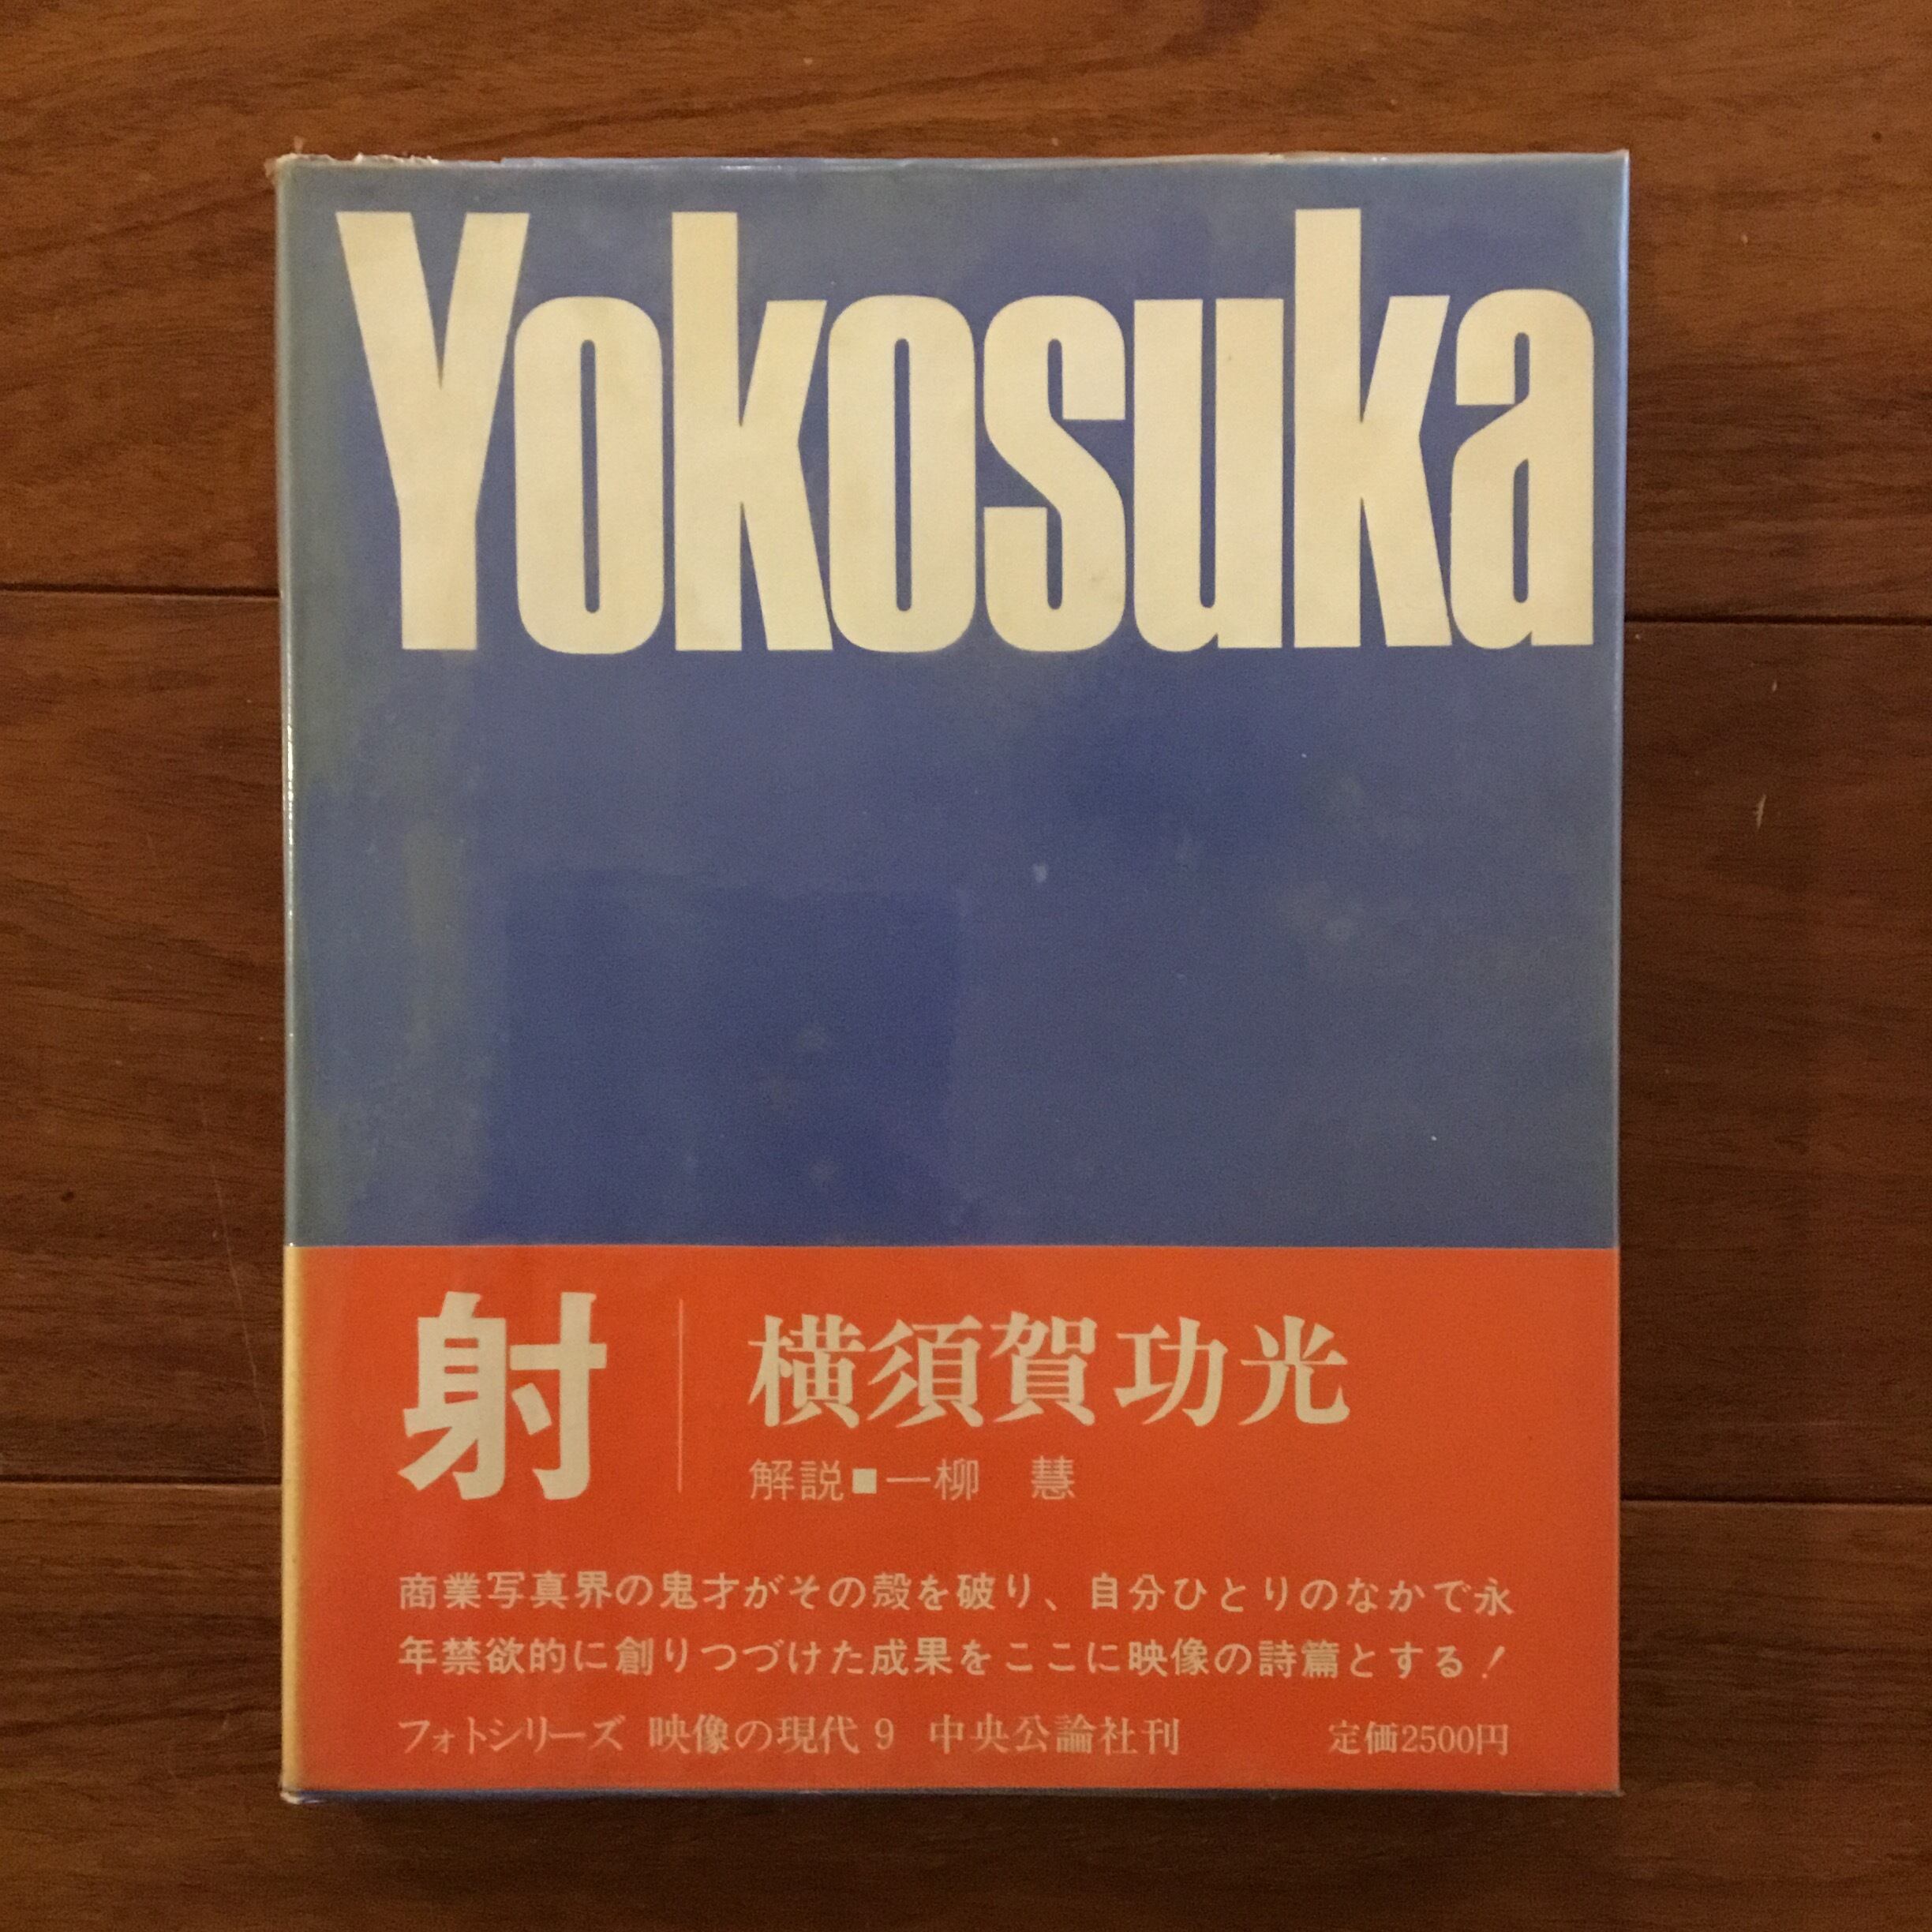 Yokosuka
射
横須賀功光
解説■一柳　慧
商業写真界の鬼才がその殻を破り、自分ひとりのなかで永
年禁欲的に創りつづけた成果をここに映像の詩篇とする！
フォトシリーズ 映像の現代 9 中央公論社刊 定価2500円